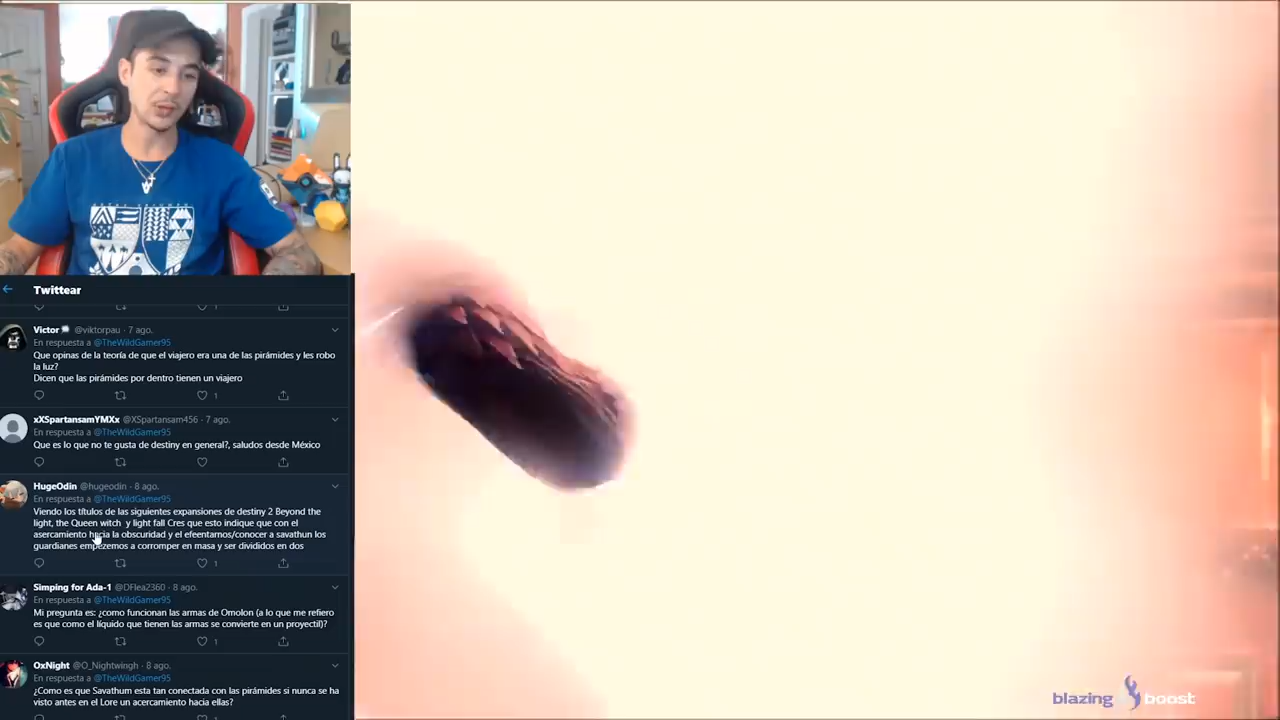 Twittear
1
Victor @viktorpau · 7 ago.
En respuesta a @TheWildGamer95
Que opinas de la teoría de que el viajero era una de las pirámides y les robo
la luz?
Dicen que las pirámides por dentro tienen un viajero
1
xXSpartansamYMXx @XSpartansam456 · 7 ago.
En respuesta a @TheWildGamer95
Que es lo que no te gusta de destiny en general?, saludos desde México
HugeOdin @hugeodin · 8 ago.
En respuesta a @TheWildGamer95
Viendo los títulos de las siguientes expansiones de destiny 2 Beyond the
light, the Queen witch y light fall Cres que esto indique que con el
asercamiento hacia la obscuridad y el efeentarnos/conocer a savathun los
guardianes empezemos a corromper en masa y ser divididos en dos
1
Simping for Ada-1 @DFlea2360 · 8 ago.
En respuesta a @TheWildGamer95
Mi pregunta es: ¿como funcionan las armas de Omolon (a lo que me refiero
es que como el líquido que tienen las armas se convierte en un proyectil)?
1
OxNight @O_Nightwingh · 8 ago.
En respuesta a @TheWildGamer95
¿Como es que Savathum esta tan conectada con las pirámides si nunca se ha
visto antes en el Lore un acercamiento hacia ellas?
blazing boost